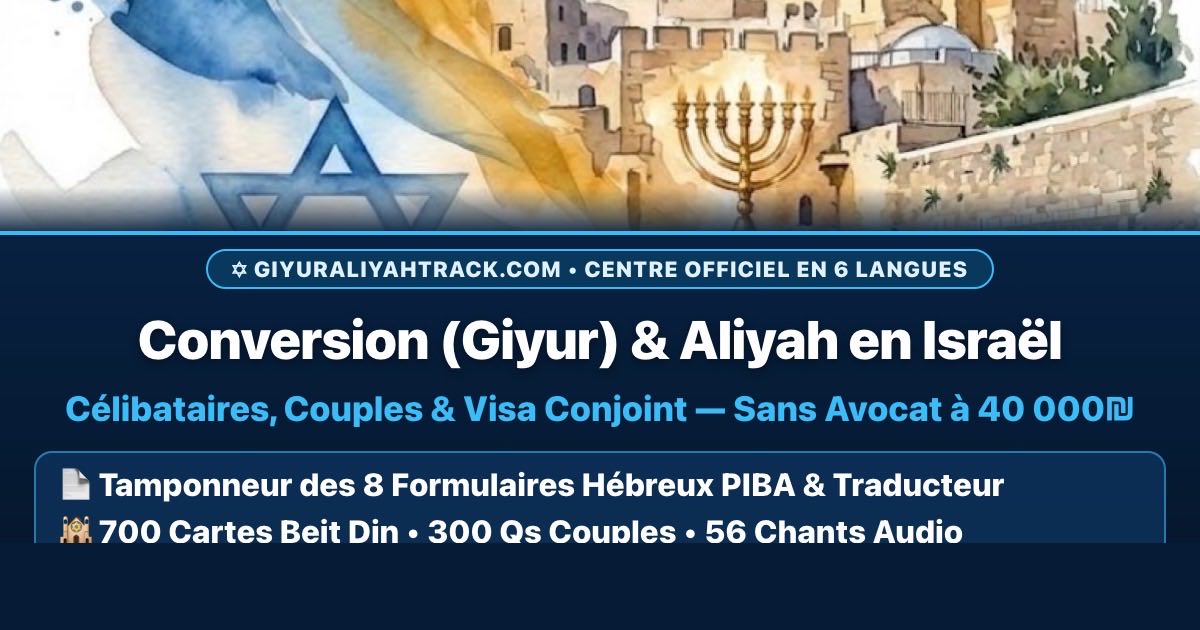 ✡ GIYURALIYAHTRACK.COM • CENTRE OFFICIEL EN 6 LANGUES
Conversion (Giyur) & Aliyah en Israël
Célibataires, Couples & Visa Conjoint — Sans Avocat à 40 000₪
Tamponneur des 8 Formulaires Hébreux PIBA & Traducteur
700 Cartes Beit Din • 300 Qs Couples • 56 Chants Audio